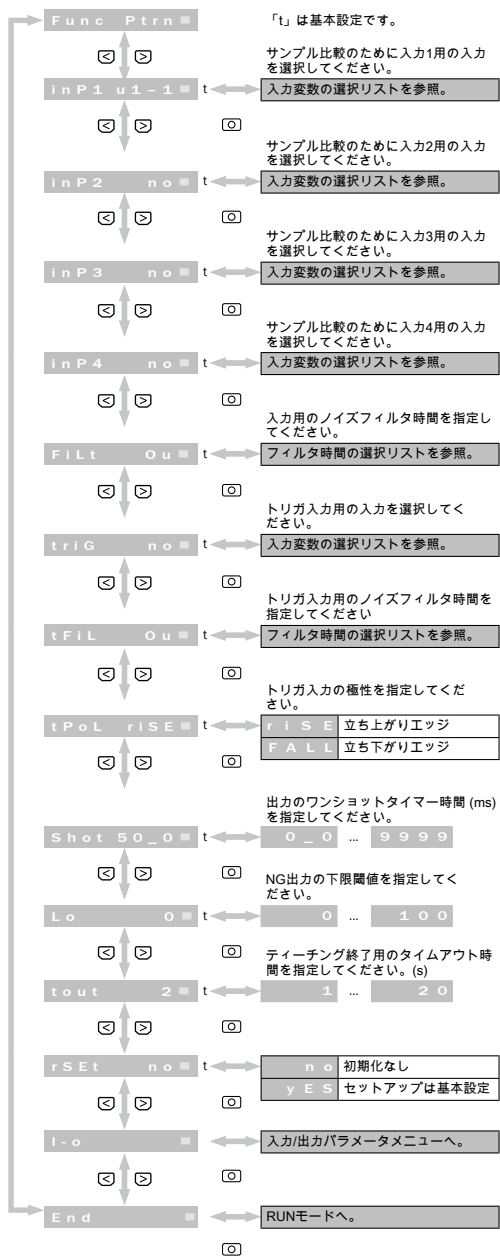 Func Ptrn
「t」は基本設定です。
サンプル比較のために入力1用の入力
を選択してください。
inP1 u1-1 t 入力変数の選択リストを参照。
サンプル比較のために入力2用の入力
を選択してください。
inP2 no t 入力変数の選択リストを参照。
サンプル比較のために入力3用の入力
を選択してください。
inP3 no t 入力変数の選択リストを参照。
サンプル比較のために入力4用の入力
を選択してください。
inP4 no t 入力変数の選択リストを参照。
入力用のノイズフィルタ時間を指定し
てください。
FiLt 0u t フィルタ時間の選択リストを参照。
トリガ入力用の入力を選択してく
ださい。
triG no t 入力変数の選択リストを参照。
トリガ入力用のノイズフィルタ時間を
指定してください
tFiL 0u t フィルタ時間の選択リストを参照。
トリガ入力の極性を指定してくだ
さい。
tPoL riSE t riSE 立ち上がりエッジ
FALL 立ち下がりエッジ
出力のワンショットタイマー時間 (ms)
を指定してください。
Shot 50_0 t 0_0 ... 9999
NG出力の下限閾値を指定してく
ださい。
Lo 0 t 0 ... 100
ティーチング終了用のタイムアウト時
間を指定してください。(s)
tout 2 t 1 ... 20
rSEt no t no 初期化なし
yES セットアップは基本設定
I-o 入力/出力パラメータメニューへ。
End RUNモードへ。